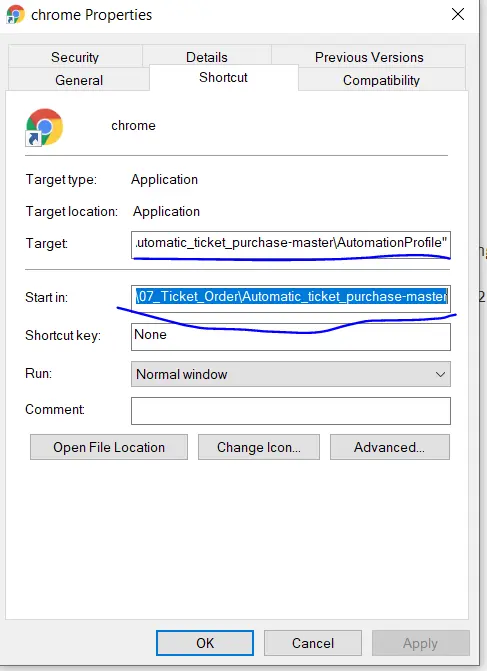 chrome Properties
Security Details Previous Versions
General Shortcut Compatibility
chrome
Target type: Application
Target location: Application
Target: utomatic_ticket_purchase-master\AutomationProfile"
Start in: \07_Ticket_Order\Automatic_ticket_purchase-master
Shortcut key: None
Run: Normal window
Comment:
Open File Location Change Icon... Advanced...
OK Cancel Apply